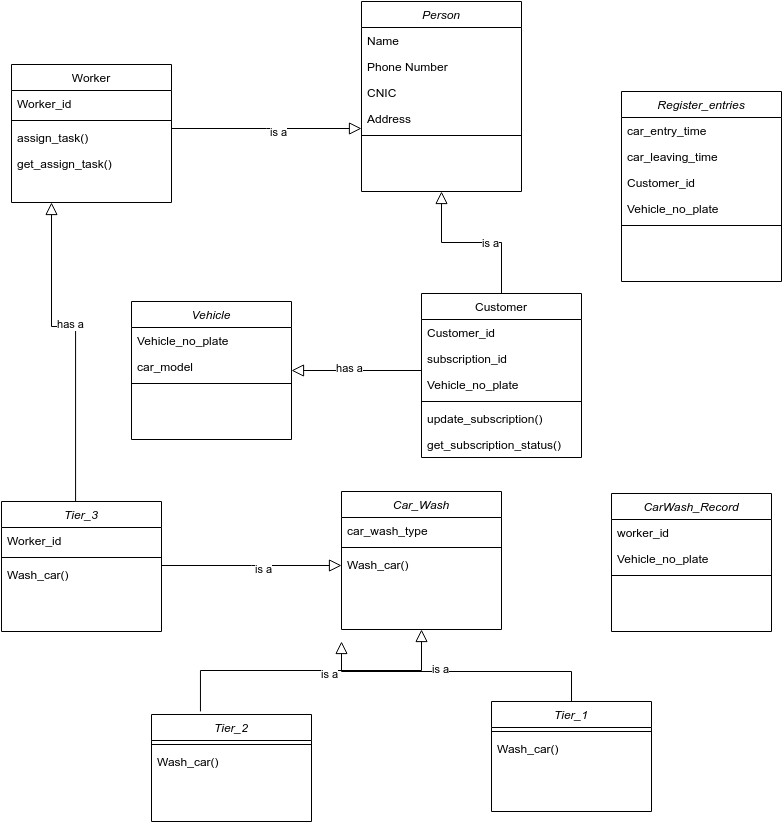 Person
Name
Phone Number
CNIC
Address
Worker
Worker_id
assign_task()
get_assign_task()
is a
Register_entries
car_entry_time
car_leaving_time
Customer_id
Vehicle_no_plate
is a
Customer
Customer_id
subscription_id
Vehicle_no_plate
update_subscription()
get_subscription_status()
Vehicle
Vehicle_no_plate
car_model
has a
has a
Tier_3
Worker_id
Wash_car()
is a
Car_Wash
car_wash_type
Wash_car()
CarWash_Record
worker_id
Vehicle_no_plate
is a
is a
Tier_2
Wash_car()
Tier_1
Wash_car()